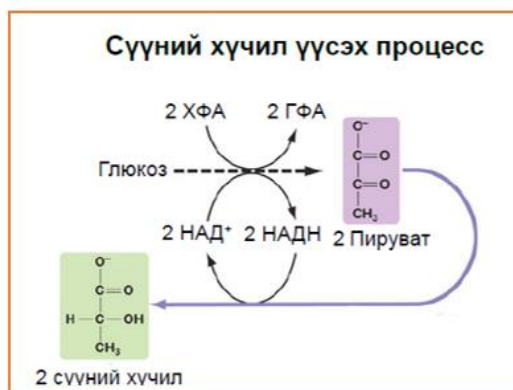 Сүүний хүчил үүсэх процесс
2 ХФА 2 ГФА
Глюкоз
O⁻
C = O
C = O
CH₃
2 НАД⁺ 2 НАДН 2 Пируват
O⁻
C = O
H – C – OH
CH₃
2 сүүний хүчил